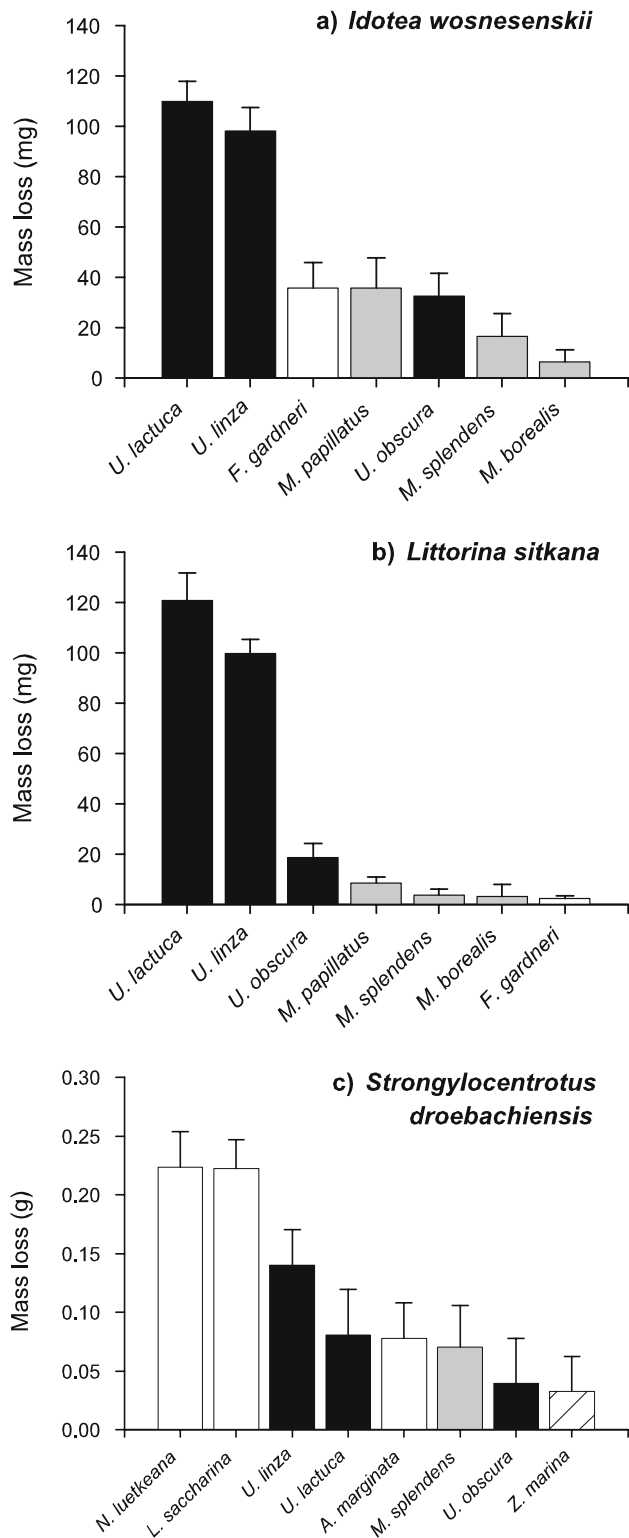 a) Idotea wosnesenskii
Mass loss (mg)
140
120
100
80
60
40
20
0
U. lactuca
U. linza
F. gardneri
M. papillatus
U. obscura
M. splendens
M. borealis
b) Littorina sitkana
Mass loss (mg)
140
120
100
80
60
40
20
0
U. lactuca
U. linza
U. obscura
M. papillatus
M. splendens
M. borealis
F. gardneri
c) Strongylocentrotus
droebachiensis
Mass loss (g)
0.30
0.25
0.20
0.15
0.10
0.05
0.00
N. luetkeana
L. saccharina
U. linza
U. lactuca
A. marginata
M. splendens
U. obscura
Z. marina